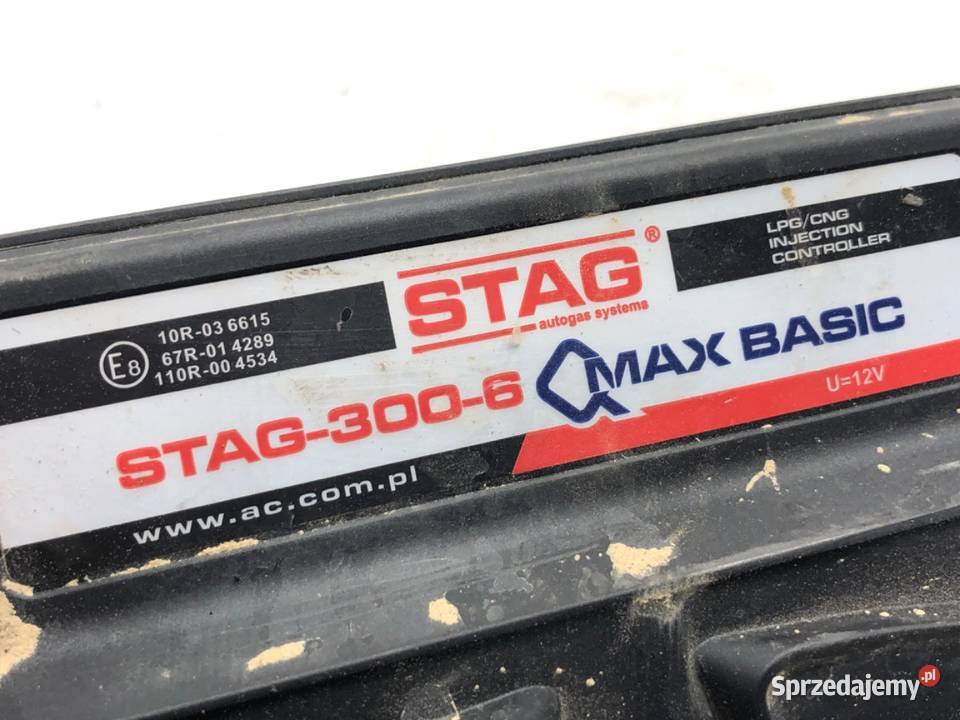 E8
10R-03 6615
67R-01 4289
110R-00 4534
STAG®
autogas systems
LPG/CNG
INJECTION
CONTROLLER
STAG-300-6 QMAX BASIC
U=12V
www.ac.com.pl
Sprzedajemy.pl